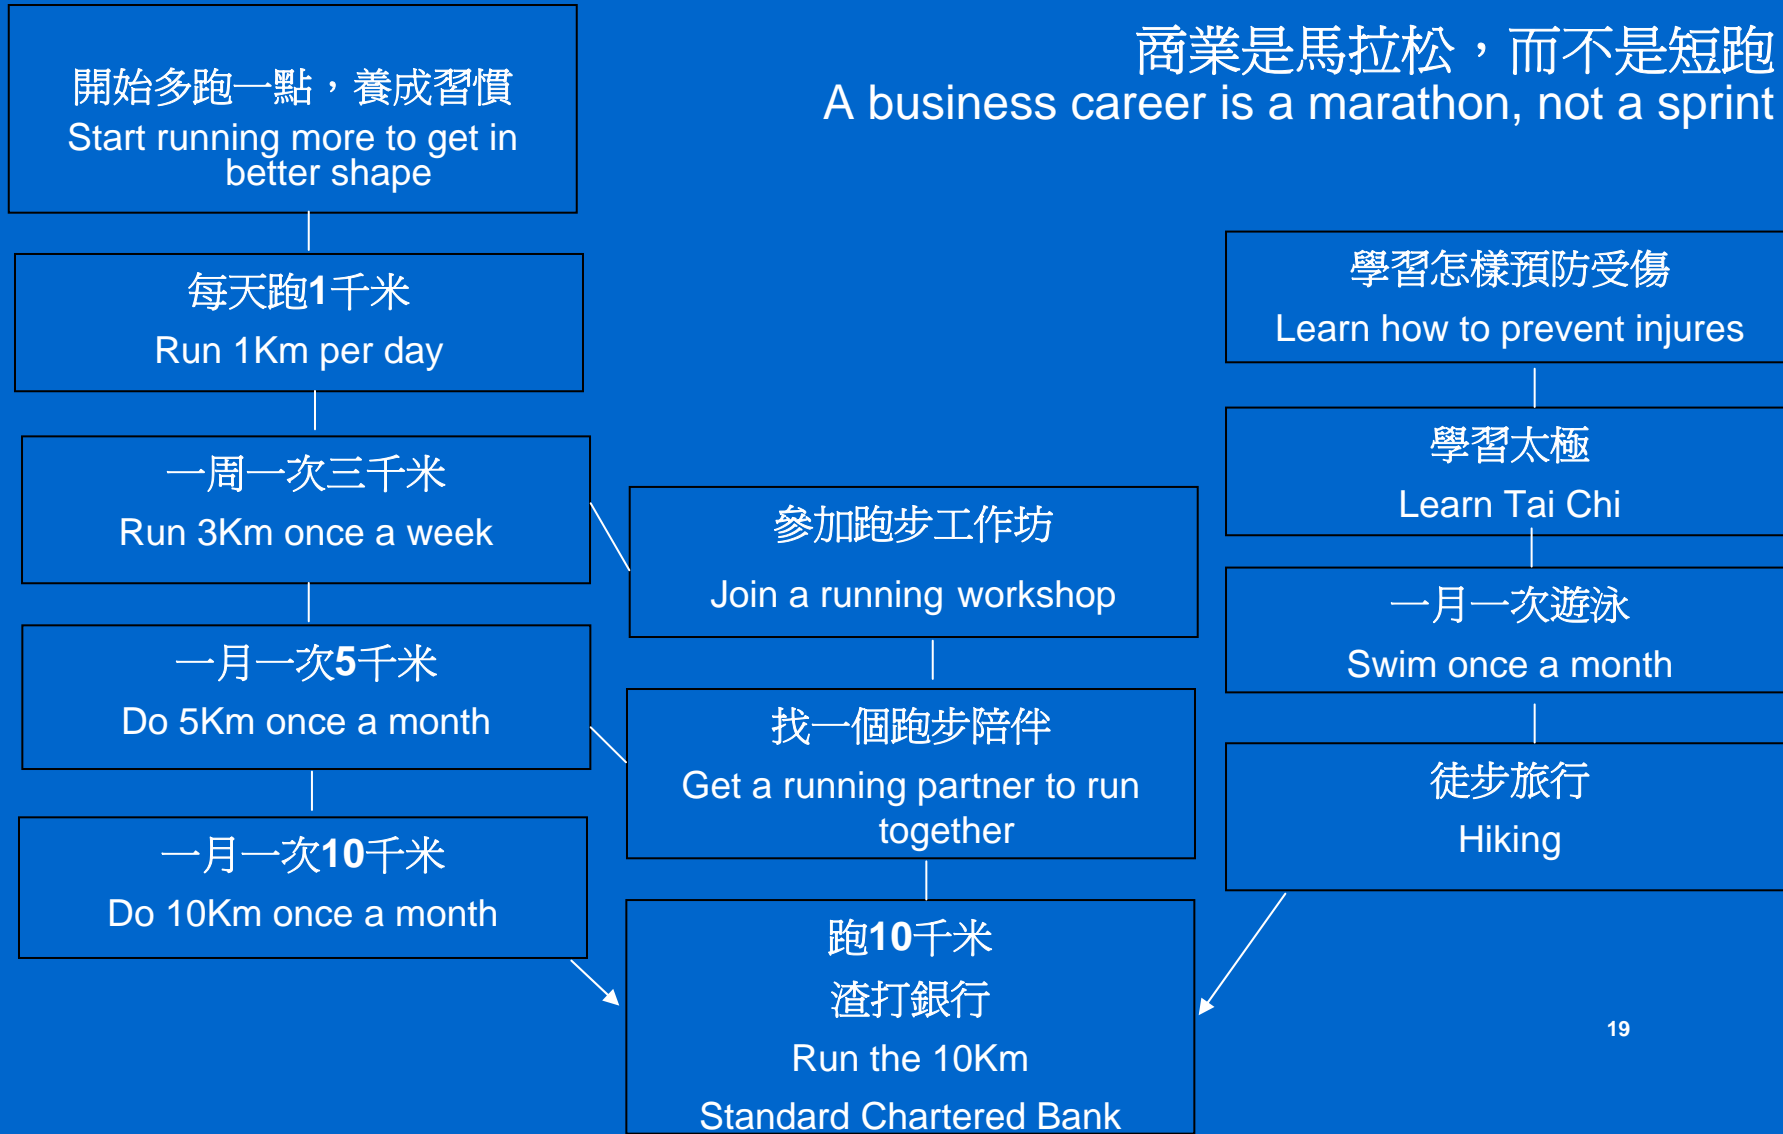 商業是馬拉松，而不是短跑
A business career is a marathon, not a sprint
開始多跑一點，養成習慣
Start running more to get in
better shape
每天跑1千米
Run 1Km per day
一周一次三千米
Run 3Km once a week
一月一次5千米
Do 5Km once a month
一月一次10千米
Do 10Km once a month
參加跑步工作坊
Join a running workshop
找一個跑步陪伴
Get a running partner to run
together
跑10千米
渣打銀行
Run the 10Km
Standard Chartered Bank
學習怎樣預防受傷
Learn how to prevent injures
學習太極
Learn Tai Chi
一月一次遊泳
Swim once a month
徒步旅行
Hiking
19